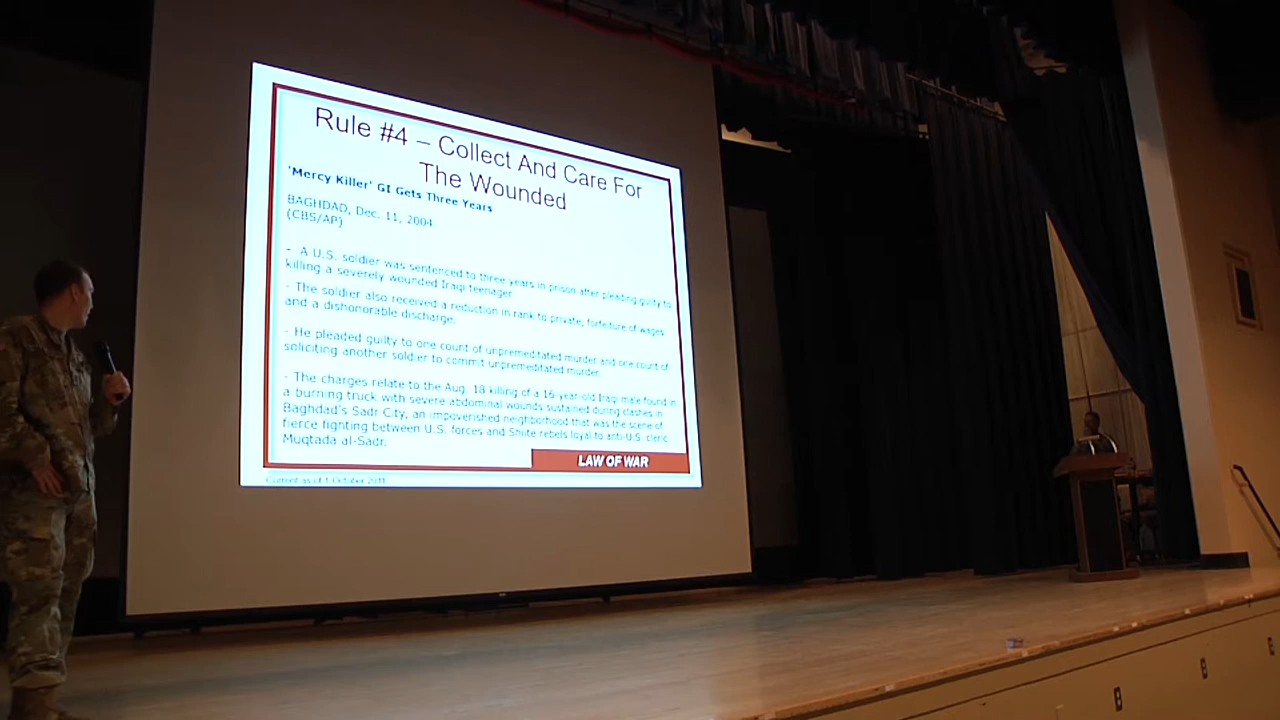 Rule #4 – Collect And Care For
The Wounded
'Mercy Killer' GI Gets Three Years
BAGHDAD, Dec. 11, 2004
(CBS/AP)
- A U.S. soldier was sentenced to three years in prison after pleading guilty to
killing a severely wounded Iraqi teenager.
- The soldier also received a reduction in rank to private, forfeiture of wages
and a dishonorable discharge.
- He pleaded guilty to one count of unpremeditated murder and one count of
soliciting another soldier to commit unpremeditated murder.
- The charges relate to the Aug. 18 killing of a 16-year-old Iraqi male found in
a burning truck with severe abdominal wounds sustained during clashes in
Baghdad's Sadr City, an impoverished neighborhood that was the scene of
fierce fighting between U.S. forces and Shiite rebels loyal to anti-U.S. cleric
Muqtada al-Sadr.
LAW OF WAR
Current as of 1 October 2011